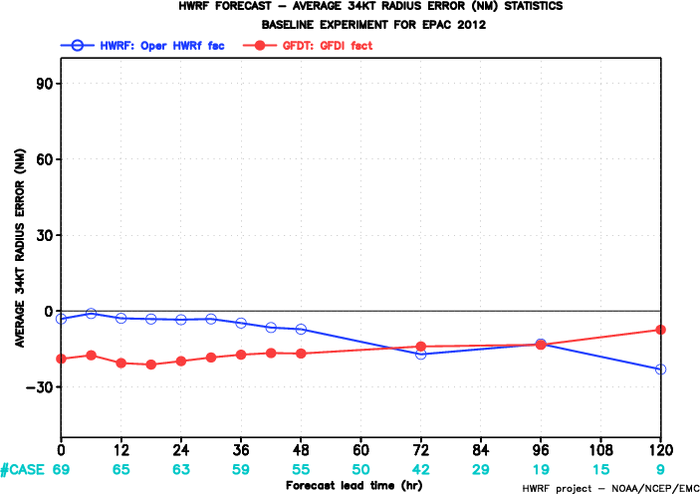 HWRF FORECAST – AVERAGE 34KT RADIUS ERROR (NM) STATISTICS
BASELINE EXPERIMENT FOR EPAC 2012
HWRF: Oper HWRf fsc GFDT: GFDl fsct
AVERAGE 34KT RADIUS ERROR (NM)
90
60
30
0
−30
0 12 24 36 48 60 72 84 96 108 120
#CASE 69 65 63 59 55 50 42 29 19 15 9
Forecast lead time (hr)
HWRF project – NOAA/NCEP/EMC